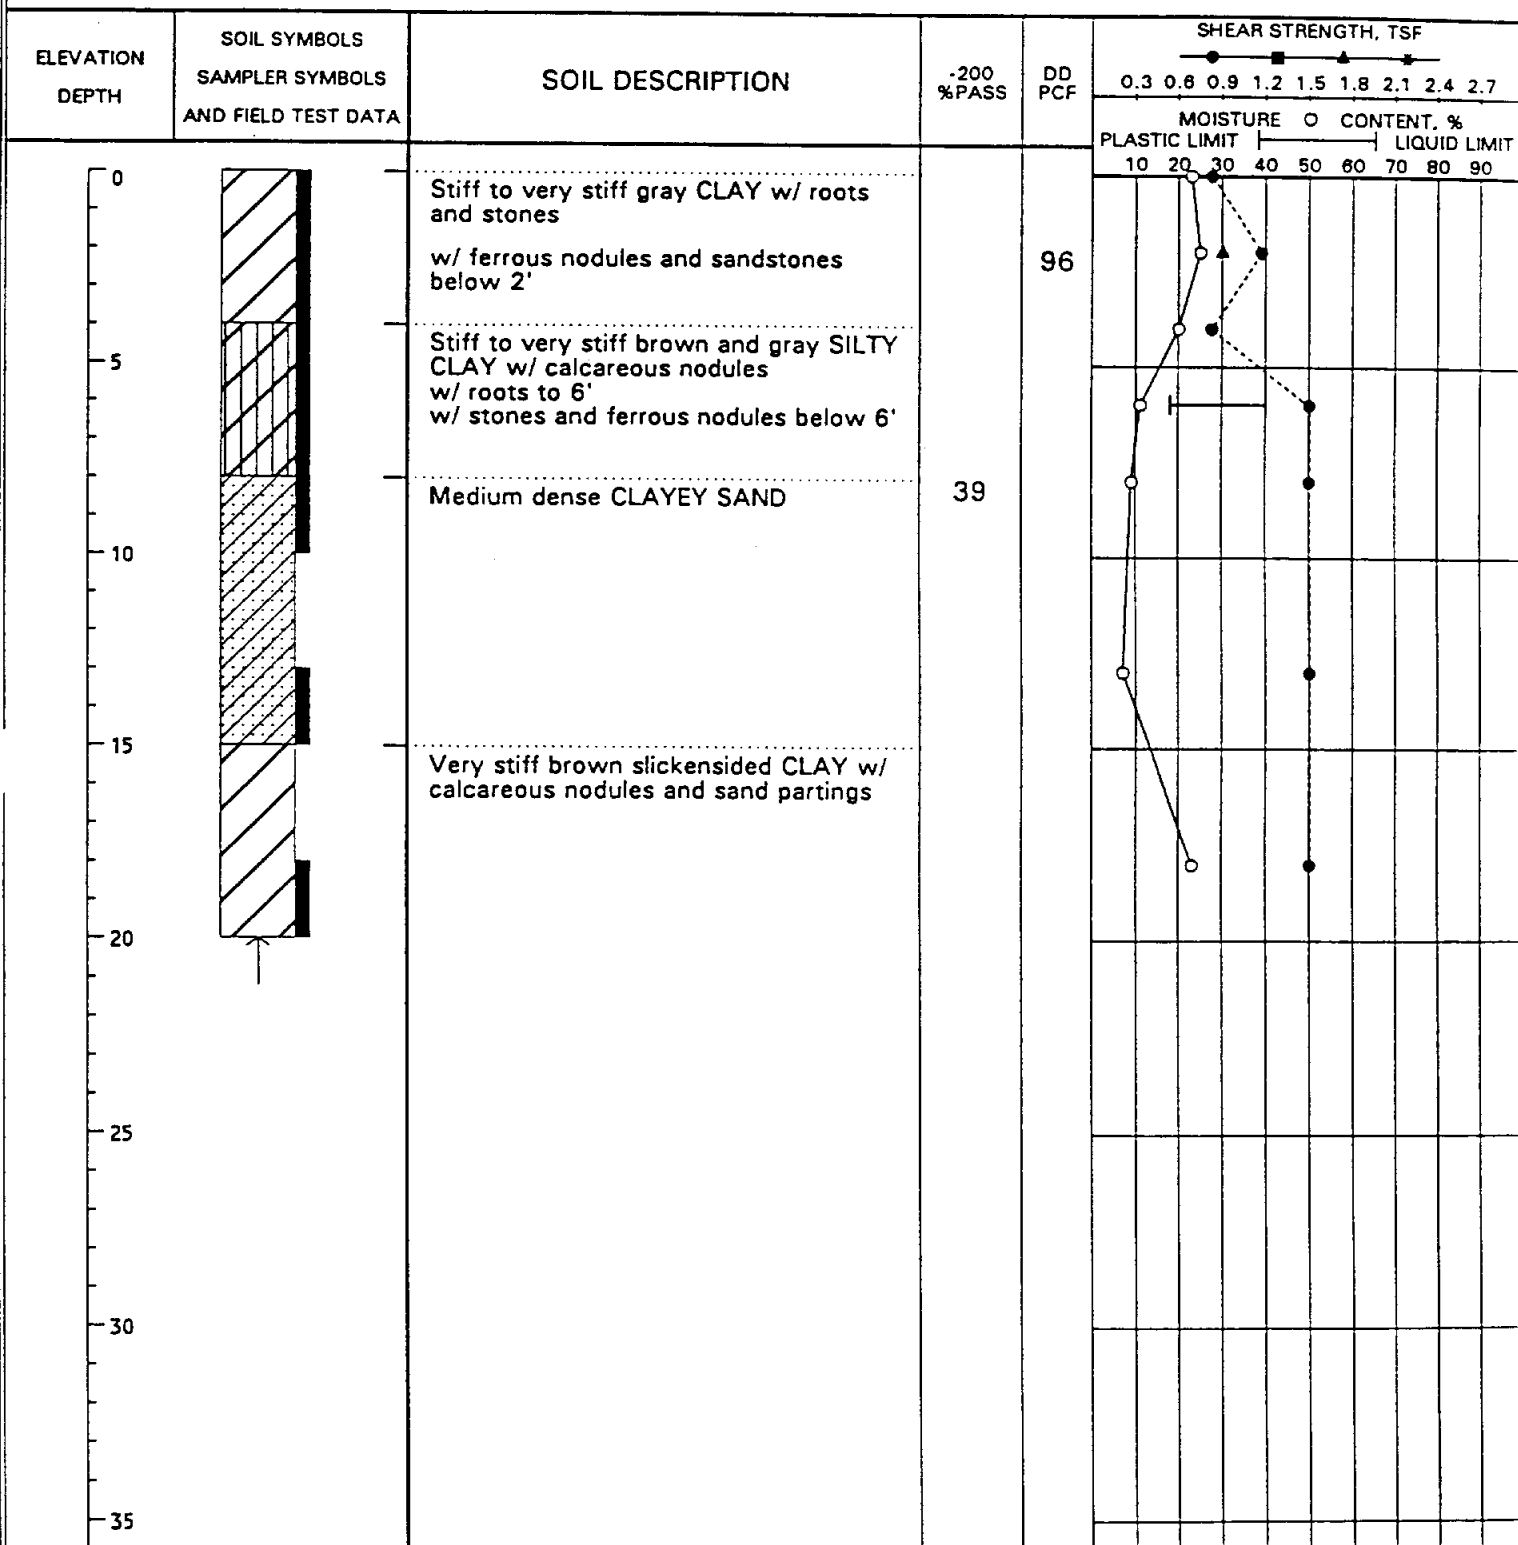 ELEVATION
DEPTH
SOIL SYMBOLS
SAMPLER SYMBOLS
AND FIELD TEST DATA
SOIL DESCRIPTION
-200
%PASS
DD
PCF
SHEAR STRENGTH, TSF
0.3 0.6 0.9 1.2 1.5 1.8 2.1 2.4 2.7
MOISTURE O CONTENT, %
PLASTIC LIMIT LIQUID LIMIT
10 20 30 40 50 60 70 80 90
0
Stiff to very stiff gray CLAY w/ roots
and stones
w/ ferrous nodules and sandstones
below 2'
96
Stiff to very stiff brown and gray SILTY
CLAY w/ calcareous nodules
w/ roots to 6'
w/ stones and ferrous nodules below 6'
5
Medium dense CLAYEY SAND
39
10
15
Very stiff brown slickensided CLAY w/
calcareous nodules and sand partings
20
25
30
35